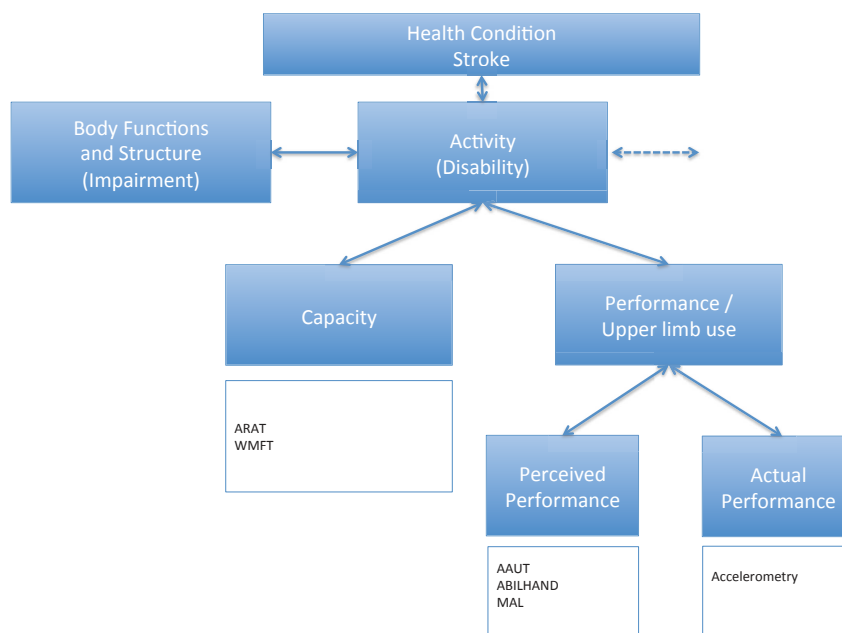 Health Condition
Stroke
Body Functions
and Structure
(Impairment)
Activity
(Disability)
Capacity
Performance /
Upper limb use
ARAT
WMFT
Perceived
Performance
Actual
Performance
AAUT
ABILHAND
MAL
Accelerometry